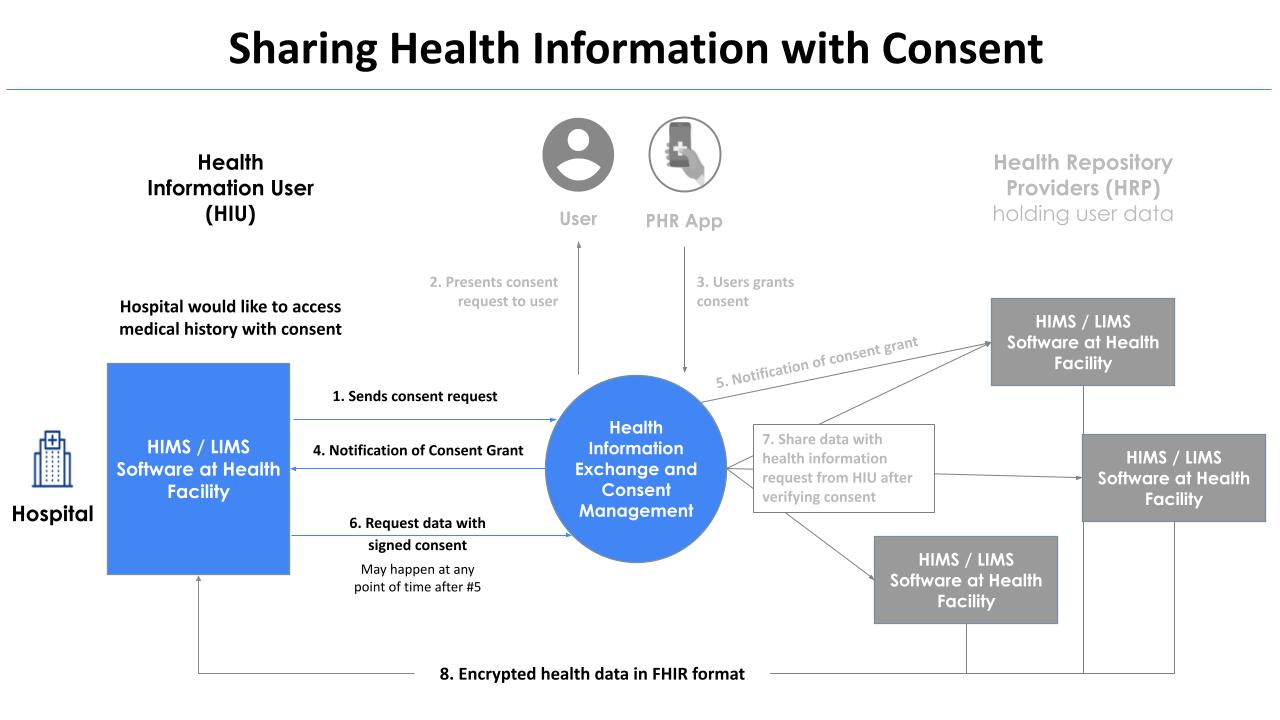 Sharing Health Information with Consent
Health
Information User
(HIU)
User
PHR App
Health Repository
Providers (HRP)
holding user data
2. Presents consent
request to user
3. Users grants
consent
Hospital would like to access
medical history with consent
HIMS / LIMS
Software at Health
Facility
Hospital
1. Sends consent request
4. Notification of Consent Grant
6. Request data with
signed consent
May happen at any
point of time after #5
Health
Information
Exchange and
Consent
Management
5. Notification of consent grant
7. Share data with
health information
request from HIU after
verifying consent
HIMS / LIMS
Software at Health
Facility
HIMS / LIMS
Software at Health
Facility
HIMS / LIMS
Software at Health
Facility
8. Encrypted health data in FHIR format